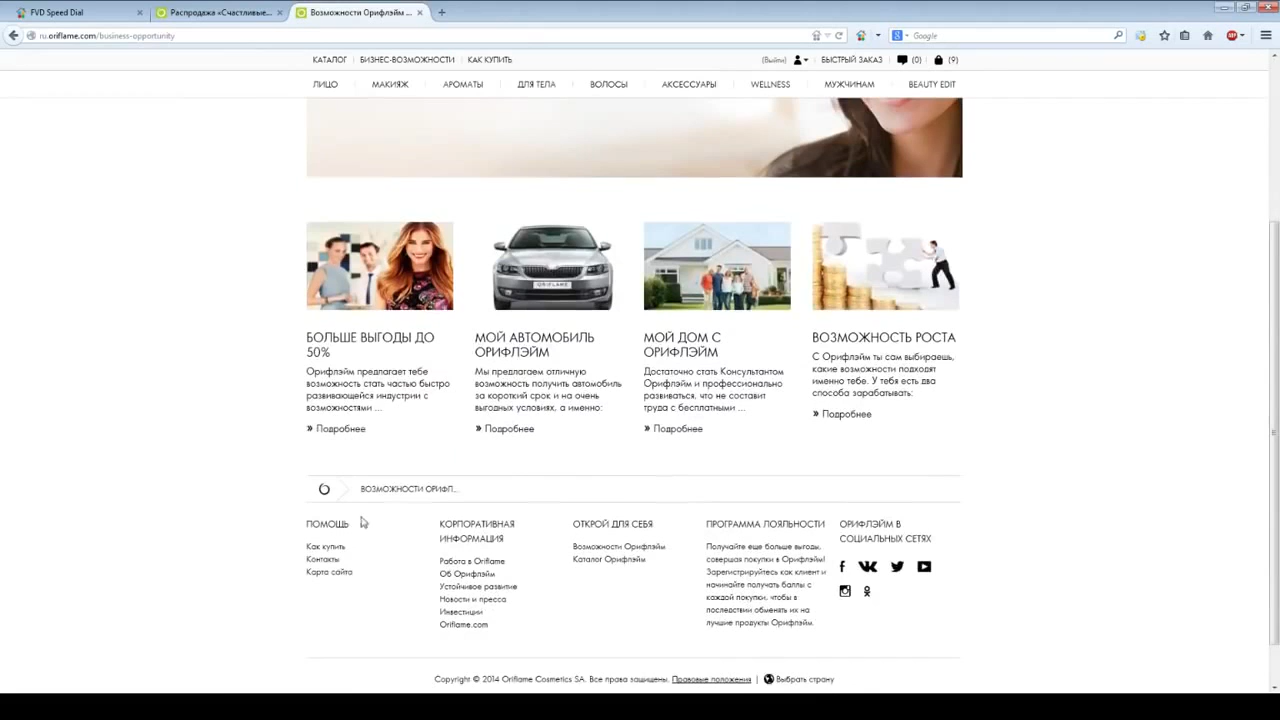 FVD Speed Dial
Распродажа «Счастливые...
Возможности Орифлэйм ...
ru.oriflame.com/business-opportunity
Google
КАТАЛОГ
БИЗНЕС-ВОЗМОЖНОСТИ
КАК КУПИТЬ
(Выйти)
БЫСТРЫЙ ЗАКАЗ
(0)
(9)
ЛИЦО
МАКИЯЖ
АРОМАТЫ
ДЛЯ ТЕЛА
ВОЛОСЫ
АКСЕССУАРЫ
WELLNESS
МУЖЧИНАМ
BEAUTY EDIT
ORIFLAME
БОЛЬШЕ ВЫГОДЫ ДО
50%
Орифлэйм предлагает тебе
возможность стать частью быстро
развивающейся индустрии с
возможностями ...
» Подробнее
МОЙ АВТОМОБИЛЬ
ОРИФЛЭЙМ
Мы предлагаем отличную
возможность получить автомобиль
за короткий срок и на очень
выгодных условиях, а именно:
» Подробнее
МОЙ ДОМ С
ОРИФЛЭЙМ
Достаточно стать Консультантом
Орифлэйм и профессионально
развиваться, что не составит
труда с бесплатными ...
» Подробнее
ВОЗМОЖНОСТЬ РОСТА
С Орифлэйм ты сам выбираешь,
какие возможности подходят
именно тебе. У тебя есть два
способа зарабатывать:
» Подробнее
ВОЗМОЖНОСТИ ОРИФЛ...
ПОМОЩЬ
Как купить
Контакты
Карта сайта
КОРПОРАТИВНАЯ
ИНФОРМАЦИЯ
Работа в Oriflame
Об Орифлэйм
Устойчивое развитие
Новости и пресса
Инвестиции
Oriflame.com
ОТКРОЙ ДЛЯ СЕБЯ
Возможности Орифлэйм
Каталог Орифлэйм
ПРОГРАММА ЛОЯЛЬНОСТИ
Получайте еще больше выгоды,
совершая покупки в Орифлэйм!
Зарегистрируйтесь как клиент и
начинайте получать баллы с
каждой покупки, чтобы в
последствии обменять их на
лучшие продукты Орифлэйм.
ОРИФЛЭЙМ В
СОЦИАЛЬНЫХ СЕТЯХ
Copyright © 2014 Oriflame Cosmetics SA. Все права защищены. Правовые положения | Выбрать страну